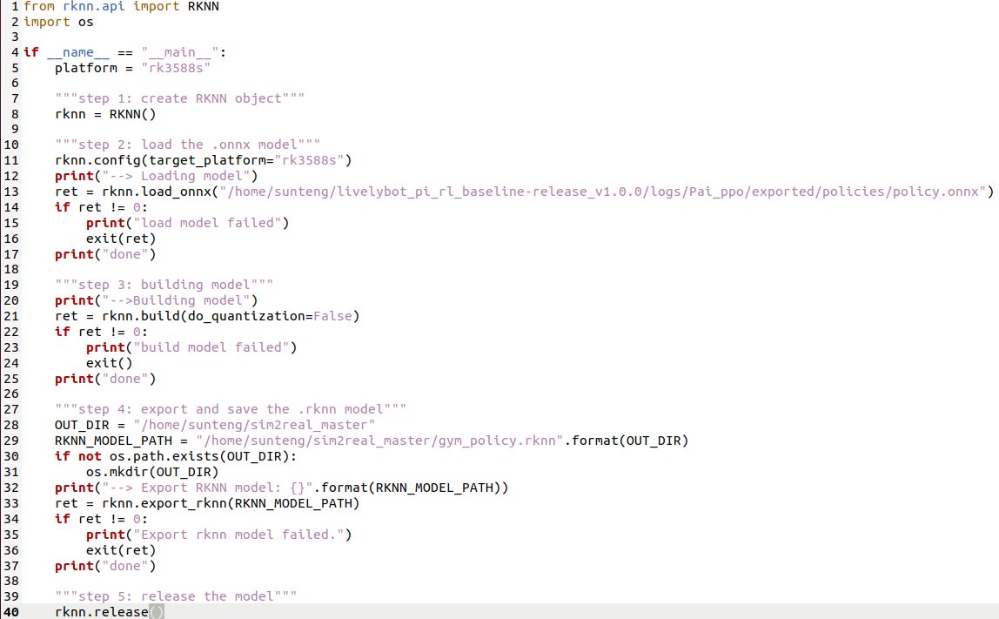 1 from rknn.api import RKNN
2 import os
3
4 if __name__ == "__main__":
5     platform = "rk3588s"
6
7     """step 1: create RKNN object"""
8     rknn = RKNN()
9
10     """step 2: load the .onnx model"""
11     rknn.config(target_platform="rk3588s")
12     print("--> Loading model")
13     ret = rknn.load_onnx("/home/sunteng/livelybot_pi_rl_baseline-release_v1.0.0/logs/Pai_ppo/exported/policies/policy.onnx")
14     if ret != 0:
15         print("load model failed")
16         exit(ret)
17     print("done")
18
19     """step 3: building model"""
20     print("-->Building model")
21     ret = rknn.build(do_quantization=False)
22     if ret != 0:
23         print("build model failed")
24         exit()
25     print("done")
26
27     """step 4: export and save the .rknn model"""
28     OUT_DIR = "/home/sunteng/sim2real_master"
29     RKNN_MODEL_PATH = "/home/sunteng/sim2real_master/gym_policy.rknn".format(OUT_DIR)
30     if not os.path.exists(OUT_DIR):
31         os.mkdir(OUT_DIR)
32     print("--> Export RKNN model: {}".format(RKNN_MODEL_PATH))
33     ret = rknn.export_rknn(RKNN_MODEL_PATH)
34     if ret != 0:
35         print("Export rknn model failed.")
36         exit(ret)
37     print("done")
38
39     """step 5: release the model"""
40     rknn.release()